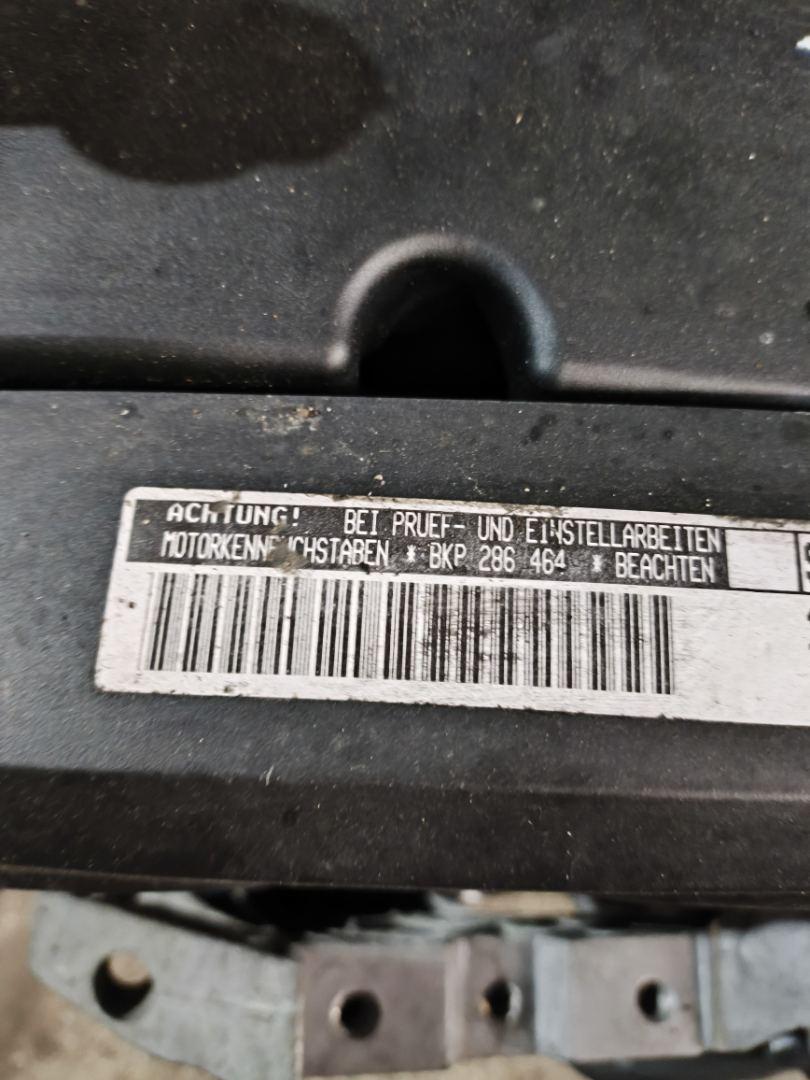 ACHTUNG! BEI PRUEF- UND EINSTELLARBEITEN
MOTORKENNBUCHSTABEN * BKP 286 464 * BEACHTEN